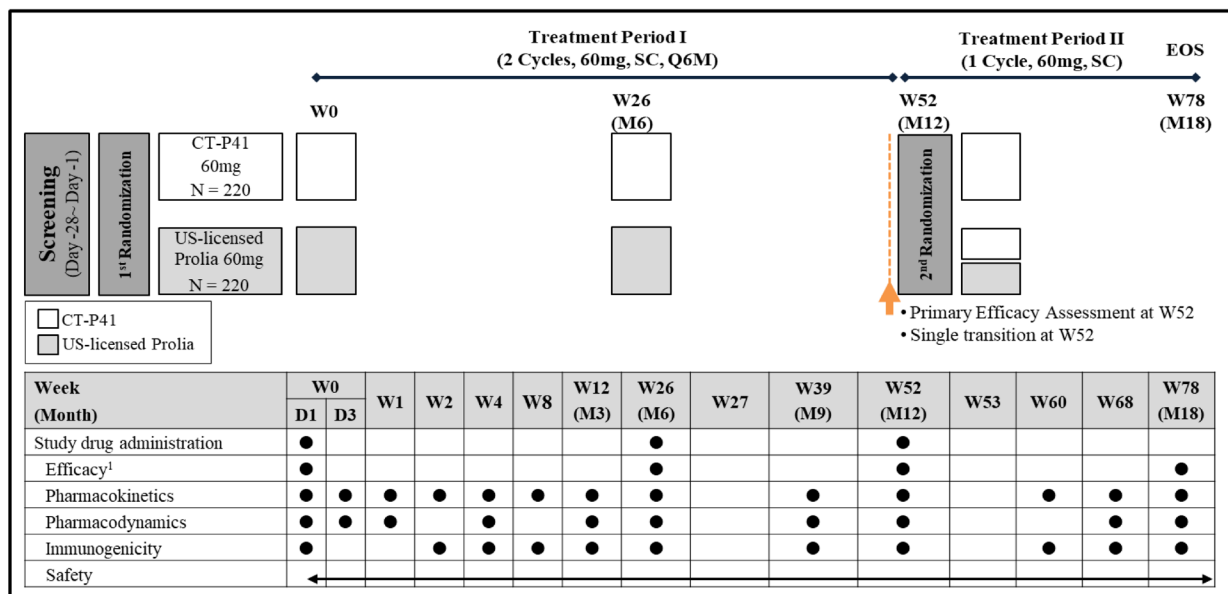 Treatment Period I
(2 Cycles, 60mg, SC, Q6M)
Treatment Period II
(1 Cycle, 60mg, SC)
EOS
W0
W26
(M6)
W52
(M12)
W78
(M18)
Screening
(Day -28~ Day -1)
1st Randomization
CT-P41
60mg
N = 220
US-licensed
Prolia 60mg
N = 220
2nd Randomization
CT-P41
US-licensed Prolia
• Primary Efficacy Assessment at W52
• Single transition at W52
Week
(Month)
W0
D1 D3
W1
W2
W4
W8
W12
(M3)
W26
(M6)
W27
W39
(M9)
W52
(M12)
W53
W60
W68
W78
(M18)
Study drug administration ● ● ●
Efficacy1 ● ● ● ●
Pharmacokinetics ● ● ● ● ● ● ● ● ● ● ● ● ●
Pharmacodynamics ● ● ● ● ● ● ● ● ● ●
Immunogenicity ● ● ● ● ● ● ● ● ● ● ●
Safety